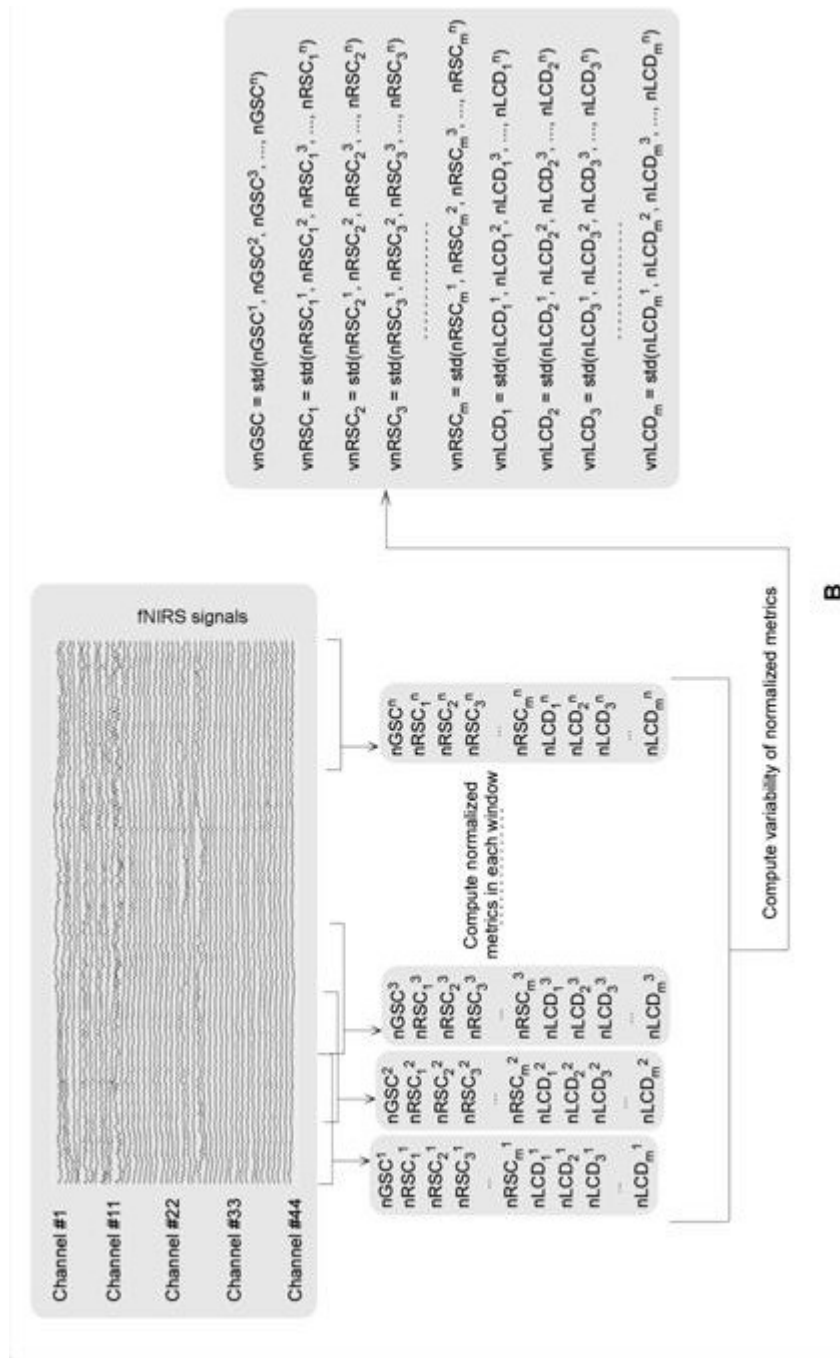 fNIRS signals
Channel #1
Channel #11
Channel #22
Channel #33
Channel #44
nGSC¹
nRSC₁¹
nRSC₂¹
nRSC₃¹
...
nRSCₘ¹
nLCD₁¹
nLCD₂¹
nLCD₃¹
...
nLCDₘ¹
nGSC²
nRSC₁²
nRSC₂²
nRSC₃²
...
nRSCₘ²
nLCD₁²
nLCD₂²
nLCD₃²
...
nLCDₘ²
nGSC³
nRSC₁³
nRSC₂³
nRSC₃³
...
nRSCₘ³
nLCD₁³
nLCD₂³
nLCD₃³
...
nLCDₘ³
Compute normalized
metrics in each window
nGSCⁿ
nRSC₁ⁿ
nRSC₂ⁿ
nRSC₃ⁿ
...
nRSCₘⁿ
nLCD₁ⁿ
nLCD₂ⁿ
nLCD₃ⁿ
...
nLCDₘⁿ
Compute variability of normalized metrics
vnGSC = std(nGSC¹, nGSC², nGSC³, ..., nGSCⁿ)
vnRSC₁ = std(nRSC₁¹, nRSC₁², nRSC₁³, ..., nRSC₁ⁿ)
vnRSC₂ = std(nRSC₂¹, nRSC₂², nRSC₂³, ..., nRSC₂ⁿ)
vnRSC₃ = std(nRSC₃¹, nRSC₃², nRSC₃³, ..., nRSC₃ⁿ)
vnRSCₘ = std(nRSCₘ¹, nRSCₘ², nRSCₘ³, ..., nRSCₘⁿ)
vnLCD₁ = std(nLCD₁¹, nLCD₁², nLCD₁³, ..., nLCD₁ⁿ)
vnLCD₂ = std(nLCD₂¹, nLCD₂², nLCD₂³, ..., nLCD₂ⁿ)
vnLCD₃ = std(nLCD�3¹, nLCD₃², nLCD₃³, ..., nLCD₃ⁿ)
vnLCDₘ = std(nLCDₘ¹, nLCDₘ², nLCDₘ³, ..., nLCDₘⁿ)
B